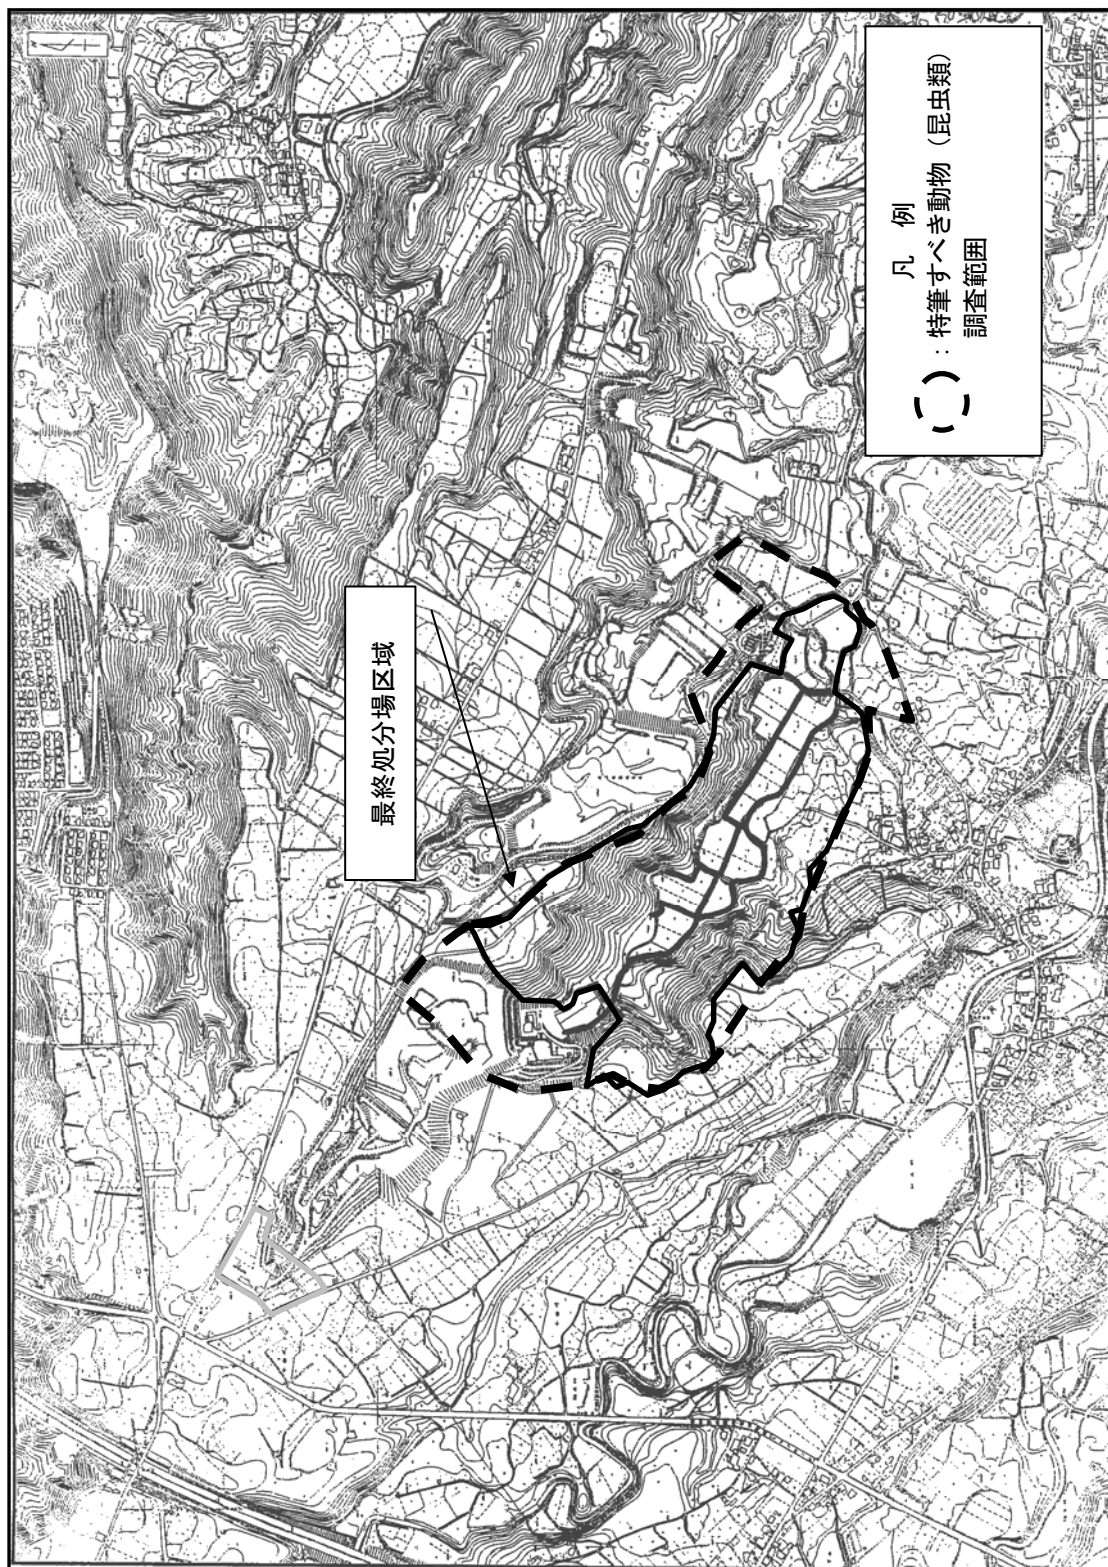 最終処分場区域
凡　例
：特筆すべき動物（昆虫類）
調査範囲